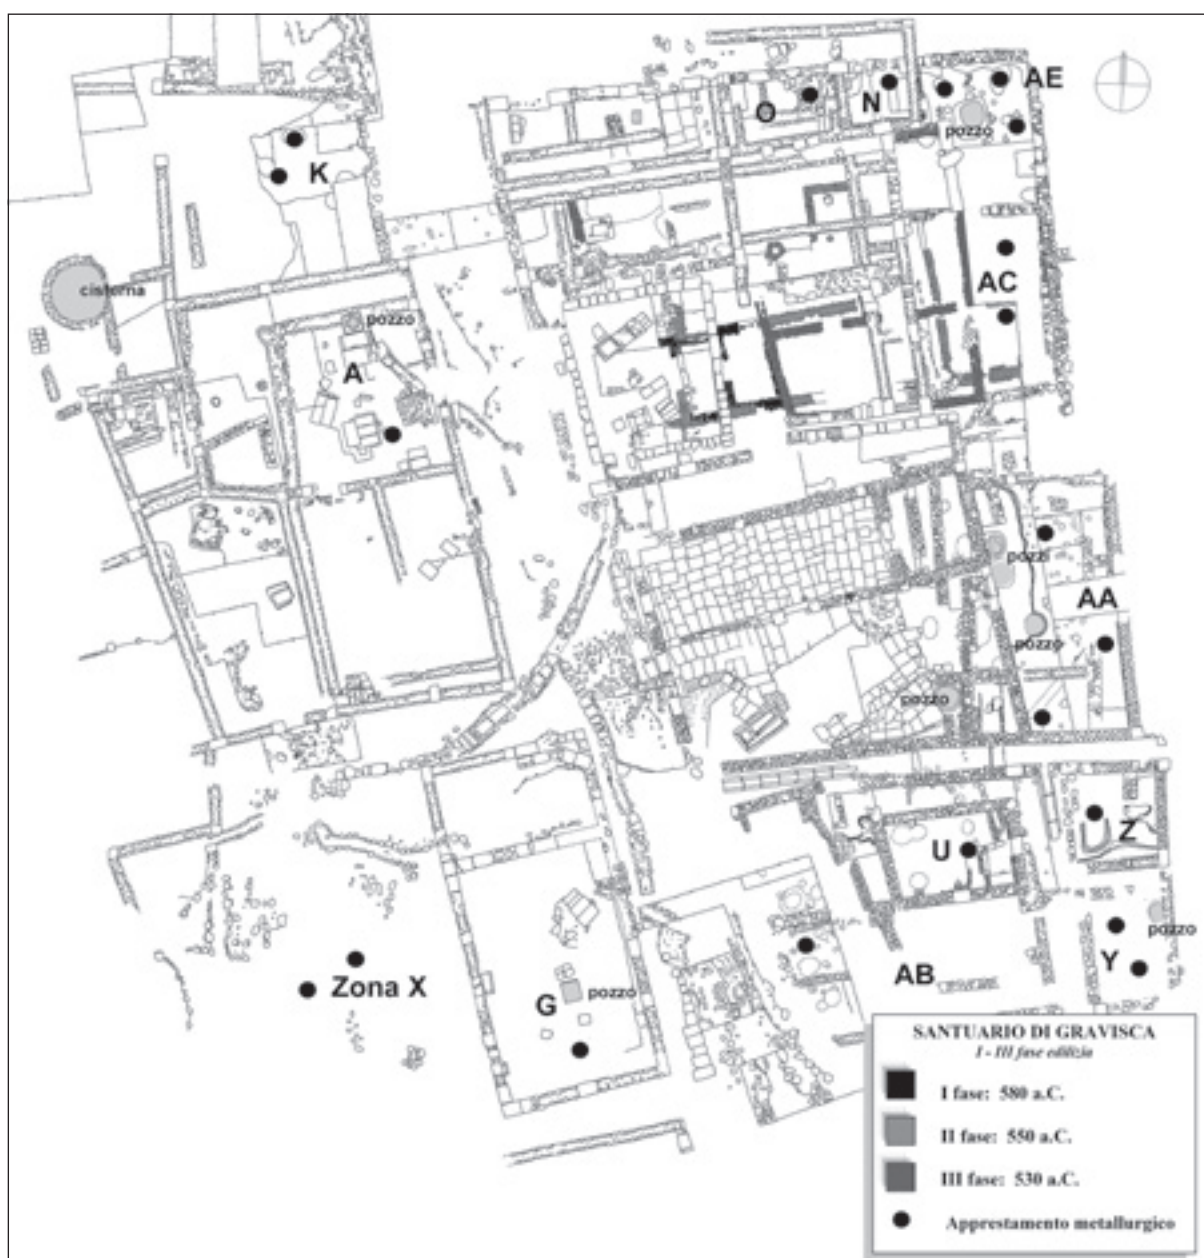 AE
O
N
pozzo
K
cisterna
AC
pozzo
A
pozzi
AA
pozzo
pozzo
Z
U
pozzo
Y
AB
Zona X
G
pozzo
SANTUARIO DI GRAVISCA
I - III fase edilizia
I fase: 580 a.C.
II fase: 550 a.C.
III fase: 530 a.C.
Apprestamento metallurgico